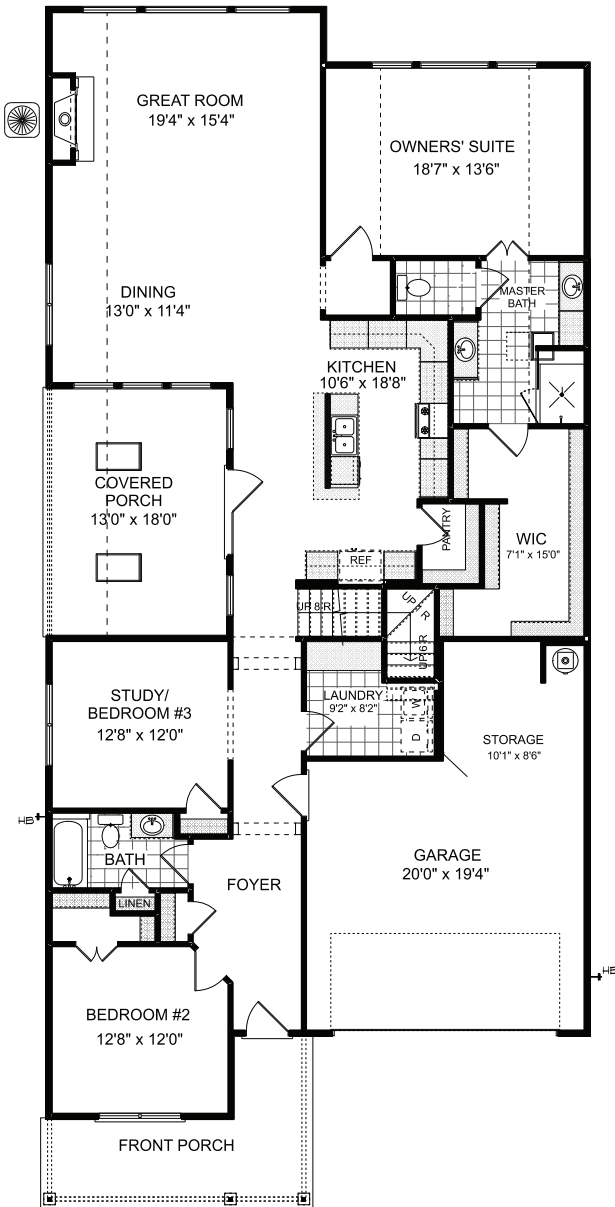 GREAT ROOM
19'4" x 15'4"
OWNERS' SUITE
18'7" x 13'6"
DINING
13'0" x 11'4"
MASTER
BATH
KITCHEN
10'6" x 18'8"
COVERED
PORCH
13'0" x 18'0"
PANTRY
WIC
7'1" x 15'0"
REF
UP 8 R
UP
R
UP 6 R
STUDY/
BEDROOM #3
12'8" x 12'0"
LAUNDRY
9'2" x 8'2"
W
D
STORAGE
10'1" x 8'6"
HB
BATH
LINEN
FOYER
GARAGE
20'0" x 19'4"
HB
BEDROOM #2
12'8" x 12'0"
FRONT PORCH